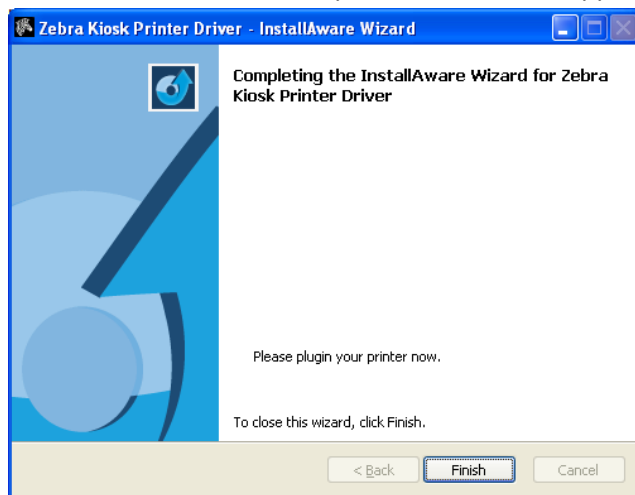 Zebra Kiosk Printer Driver - InstallAware Wizard
Completing the InstallAware Wizard for Zebra
Kiosk Printer Driver
Please plugin your printer now.
To close this wizard, click Finish.
< Back Finish Cancel